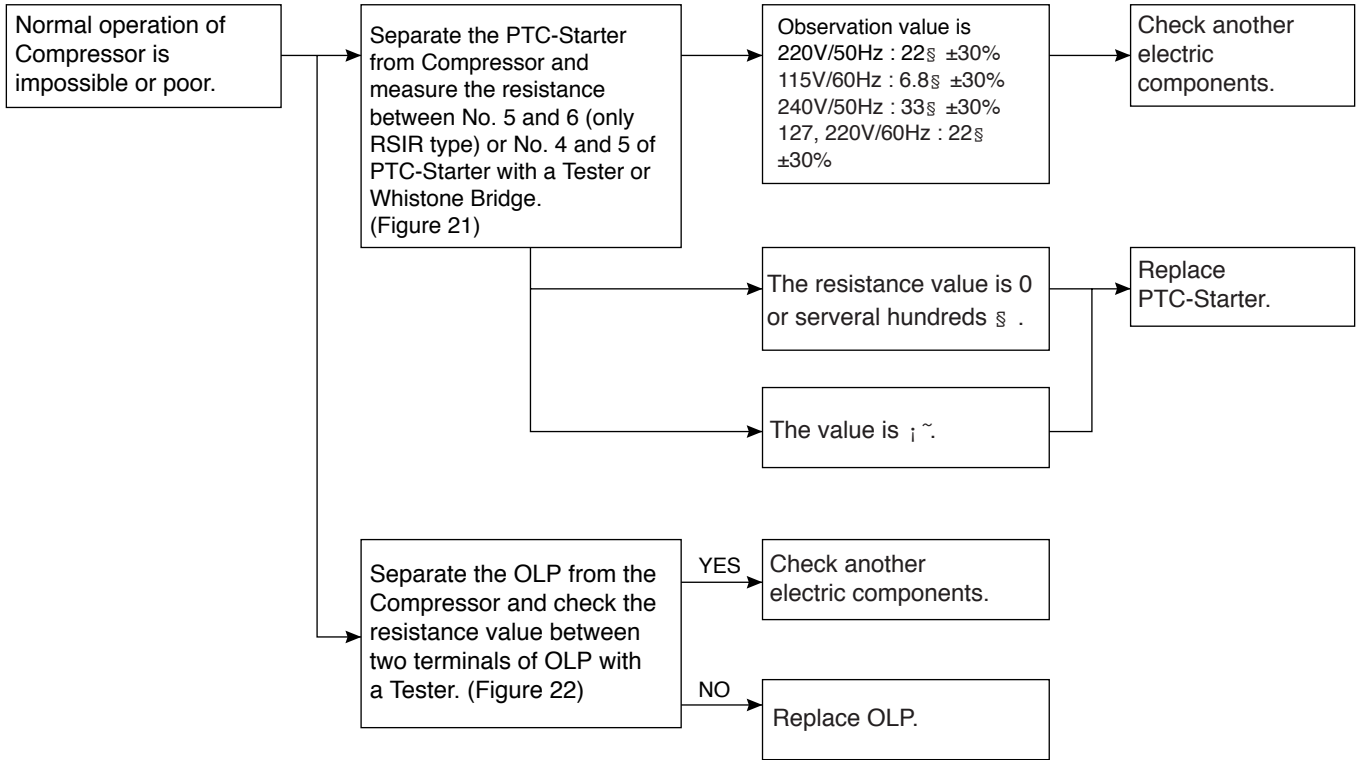 Normal operation of
Compressor is
impossible or poor.
Separate the PTC-Starter
from Compressor and
measure the resistance
between No. 5 and 6 (only
RSIR type) or No. 4 and 5 of
PTC-Starter with a Tester or
Whistone Bridge.
(Figure 21)
Observation value is
220V/50Hz : 22§ ±30%
115V/60Hz : 6.8§ ±30%
240V/50Hz : 33§ ±30%
127, 220V/60Hz : 22§
±30%
Check another
electric
components.
The resistance value is 0
or serveral hundreds § .
Replace
PTC-Starter.
The value is ¡˜.
Separate the OLP from the
Compressor and check the
resistance value between
two terminals of OLP with
a Tester. (Figure 22)
YES
Check another
electric components.
NO
Replace OLP.